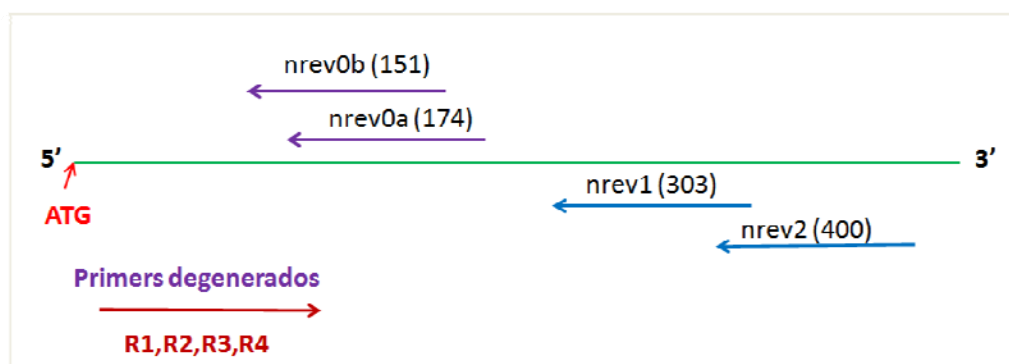 nrev0b (151)
nrev0a (174)
5’
3’
ATG
nrev1 (303)
nrev2 (400)
Primers degenerados
R1,R2,R3,R4